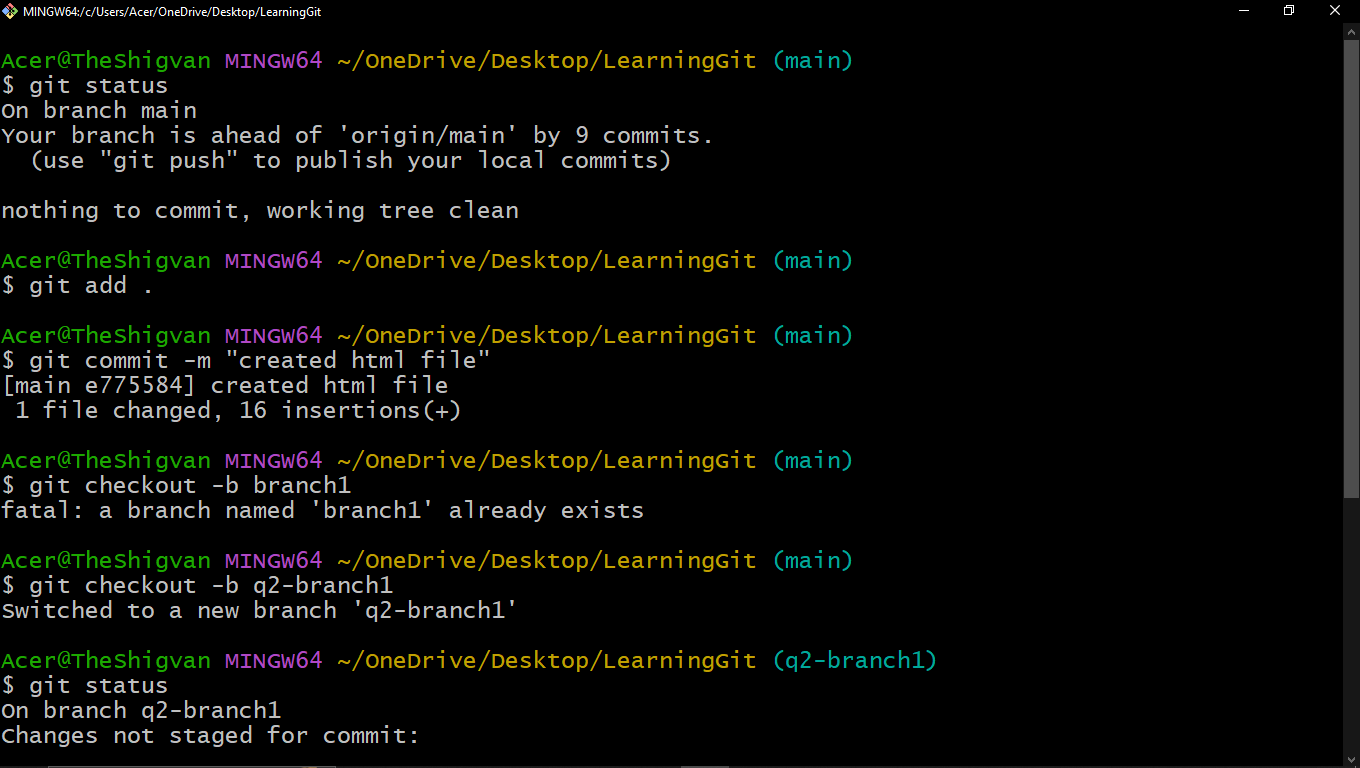 MINGW64:/c/Users/Acer/OneDrive/Desktop/LearningGit
Acer@TheShigvan MINGW64 ~/OneDrive/Desktop/LearningGit (main)
$ git status
On branch main
Your branch is ahead of 'origin/main' by 9 commits.
  (use "git push" to publish your local commits)
nothing to commit, working tree clean
Acer@TheShigvan MINGW64 ~/OneDrive/Desktop/LearningGit (main)
$ git add .
Acer@TheShigvan MINGW64 ~/OneDrive/Desktop/LearningGit (main)
$ git commit -m "created html file"
[main e775584] created html file
 1 file changed, 16 insertions(+)
Acer@TheShigvan MINGW64 ~/OneDrive/Desktop/LearningGit (main)
$ git checkout -b branch1
fatal: a branch named 'branch1' already exists
Acer@TheShigvan MINGW64 ~/OneDrive/Desktop/LearningGit (main)
$ git checkout -b q2-branch1
Switched to a new branch 'q2-branch1'
Acer@TheShigvan MINGW64 ~/OneDrive/Desktop/LearningGit (q2-branch1)
$ git status
On branch q2-branch1
Changes not staged for commit: